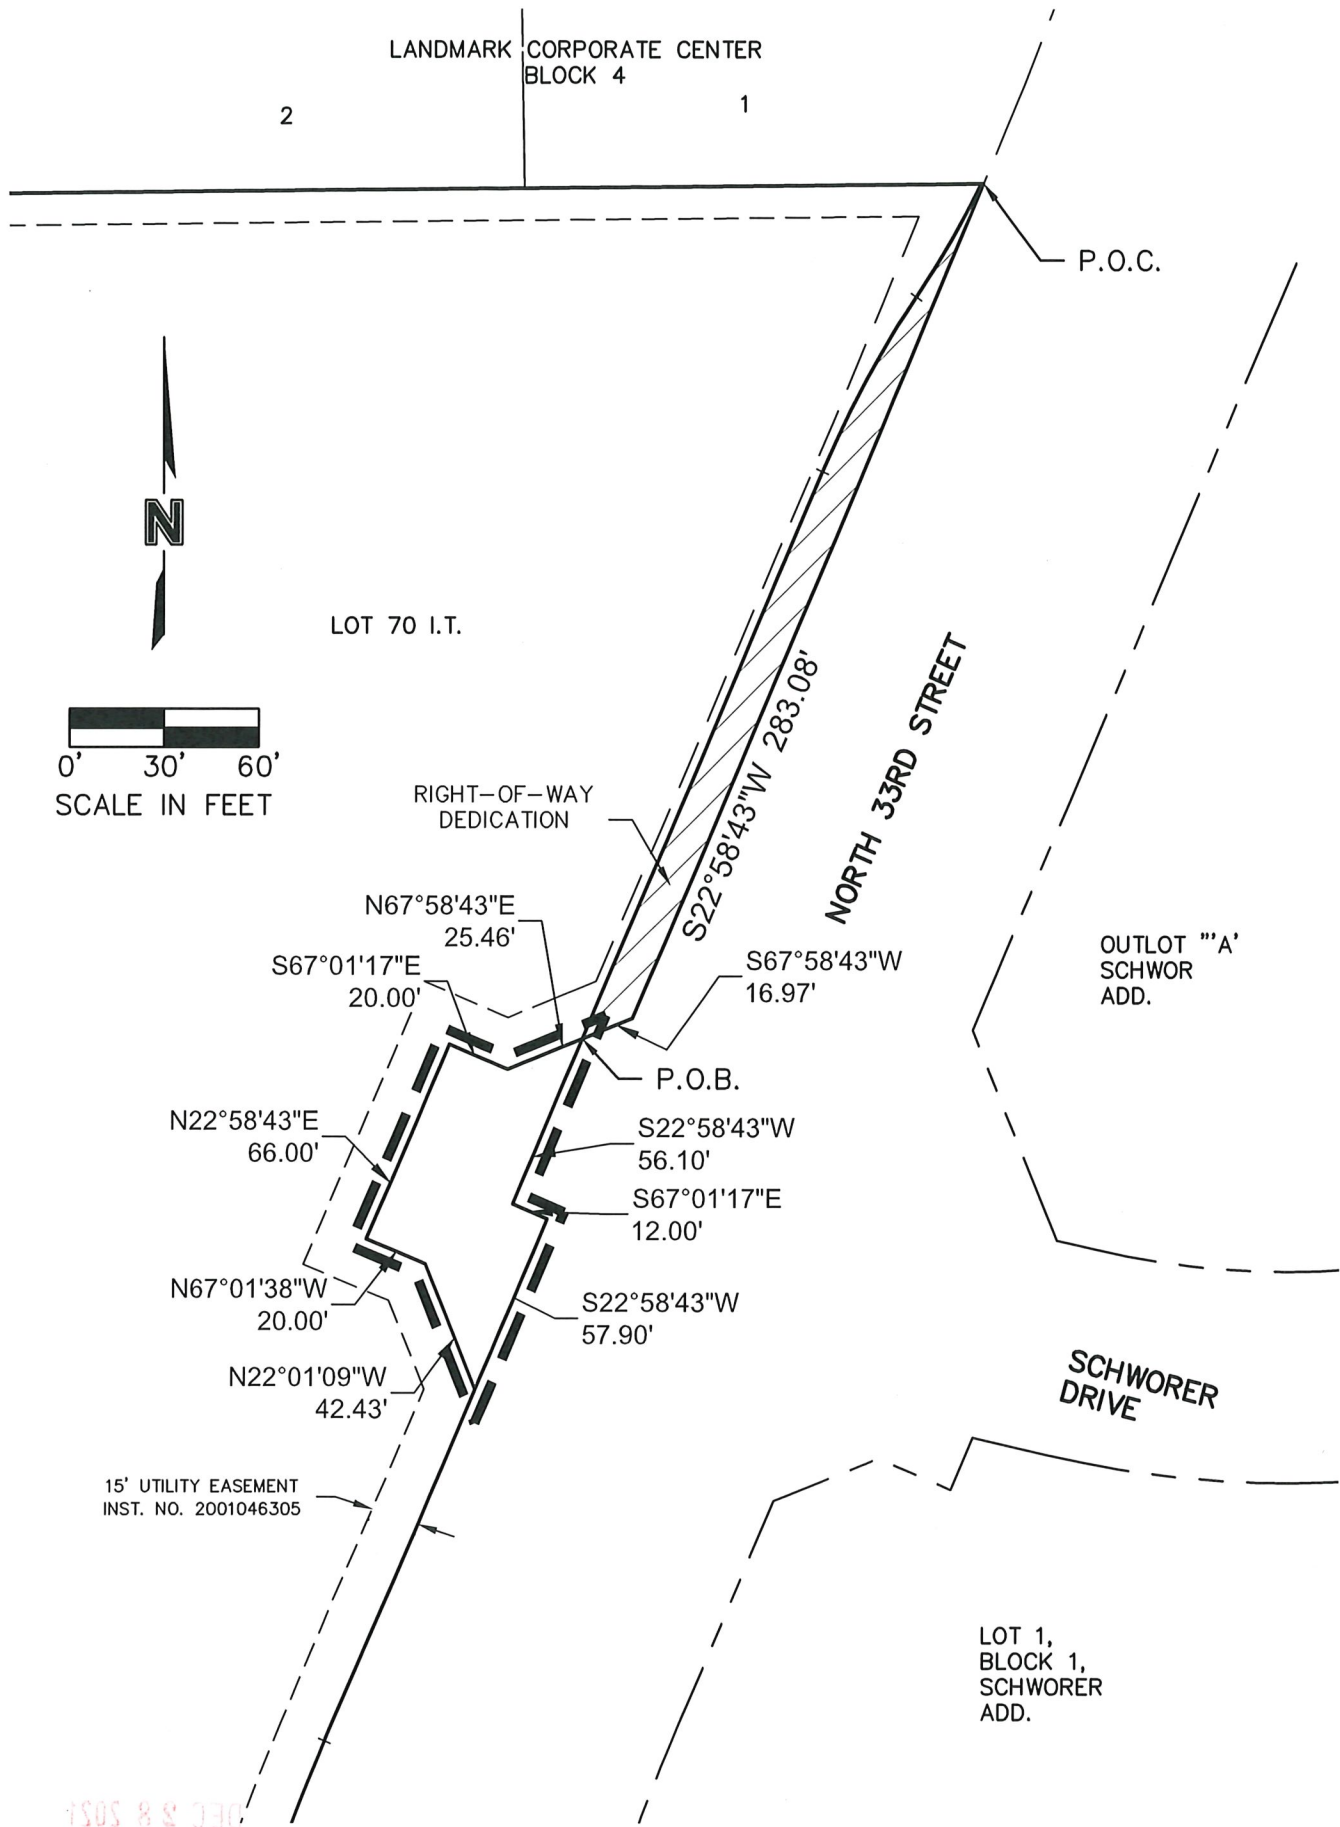 LANDMARK CORPORATE CENTER
BLOCK 4
2
1
P.O.C.
N
LOT 70 I.T.
0' 30' 60'
SCALE IN FEET
RIGHT-OF-WAY
DEDICATION
S22°58'43"W 283.08'
NORTH 33RD STREET
N67°58'43"E
25.46'
S67°01'17"E
20.00'
S67°58'43"W
16.97'
OUTLOT "'A'
SCHWOR
ADD.
P.O.B.
N22°58'43"E
66.00'
S22°58'43"W
56.10'
S67°01'17"E
12.00'
N67°01'38"W
20.00'
S22°58'43"W
57.90'
N22°01'09"W
42.43'
SCHWORER
DRIVE
15' UTILITY EASEMENT
INST. NO. 2001046305
LOT 1,
BLOCK 1,
SCHWORER
ADD.
DEC 28 2021